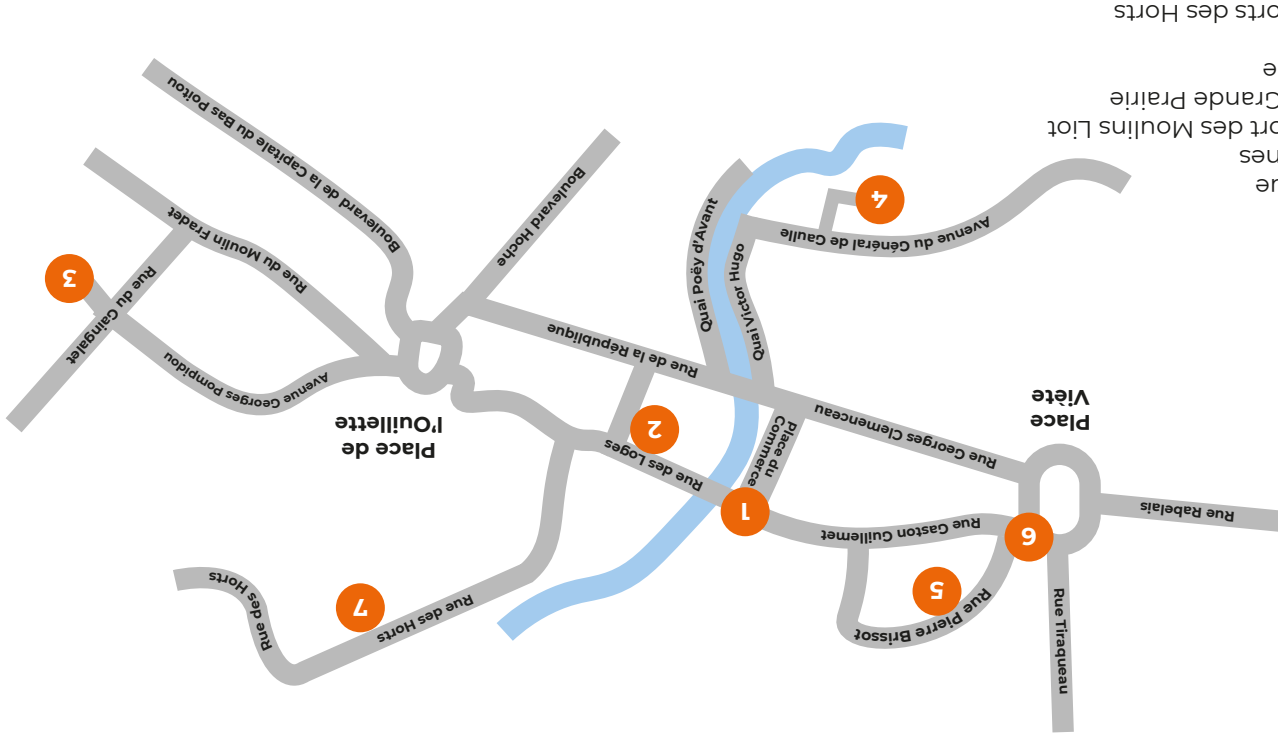 Rue Tiraqueau
Rue Pierre Brissot
5
6
Rue Gaston Guillemet
Rue Rabelais
Place
Viète
Rue Georges Clemenceau
1
Place du
Commerce
7
Rue des Horts
Rue des Horts
Rue des Loges
2
Place de
l'Ouillette
Rue de la République
Quai Victor Hugo
Quai Poëy d'Avant
Avenue Georges Pompidou
Rue du Gaingalet
3
Rue du Moulin Fradet
Avenue du Général de Gaulle
4
Boulevard Hoche
Boulevard de la Capitale du Bas Poitou
ue
nes
ort des Moulins Liot
Grande Prairie
e
orts des Horts